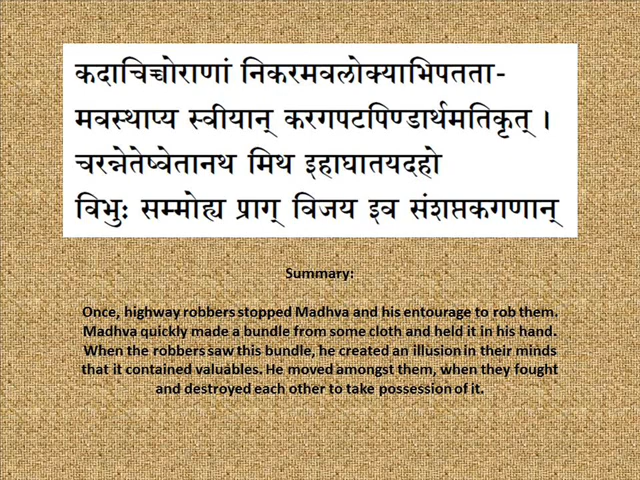 कदाचिच्चोराणां निकरमवलोक्याभिपतता-
मवस्थाप्य स्वीयान् करगपटपिण्डार्थमतिकृत् ।
चरन्नेतेष्वेतानथ मिथ इहाघातयदहो
विभुः सम्मोह्य प्राग् विजय इव संशप्तकगणान्
Summary:
Once, highway robbers stopped Madhva and his entourage to rob them.
Madhva quickly made a bundle from some cloth and held it in his hand.
When the robbers saw this bundle, he created an illusion in their minds
that it contained valuables. He moved amongst them, when they fought
and destroyed each other to take possession of it.